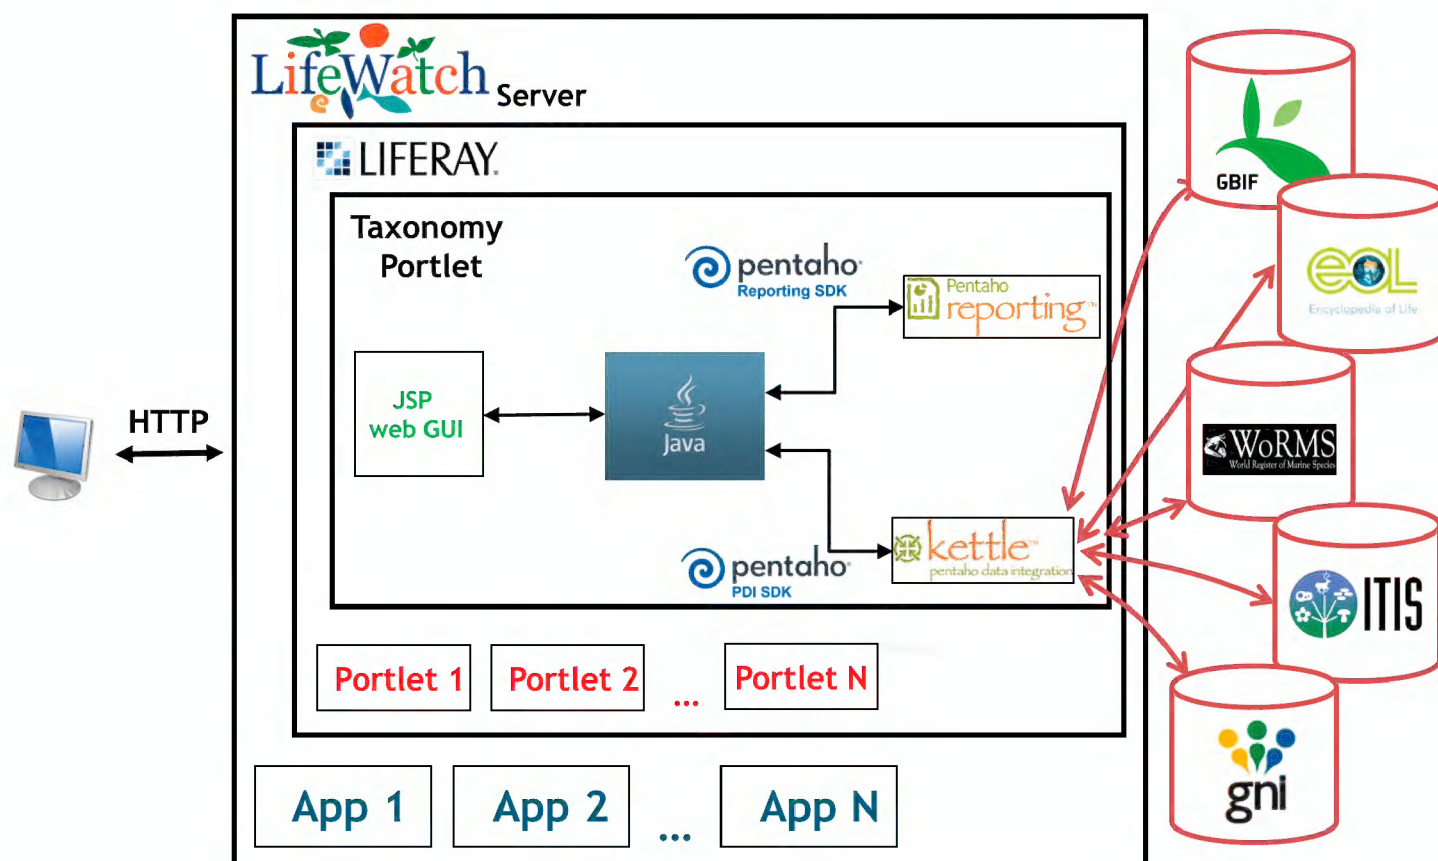 LifeWatch Server
LIFERAY.
Taxonomy
Portlet
pentaho
Reporting SDK
Pentaho
reporting™
JSP
web GUI
Java
HTTP
pentaho
PDI SDK
kettle™
pentaho data integration
Portlet 1
Portlet 2
...
Portlet N
App 1
App 2
...
App N
GBIF
eOL
Encyclopedia of Life
WoRMS
World Register of Marine Species
ITIS
gni